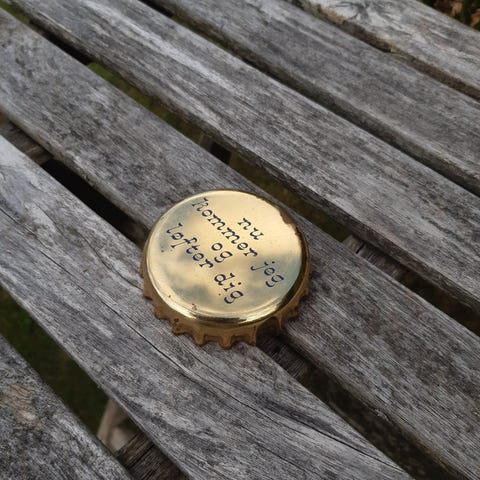 nu
kommer jeg
og
løfter dig